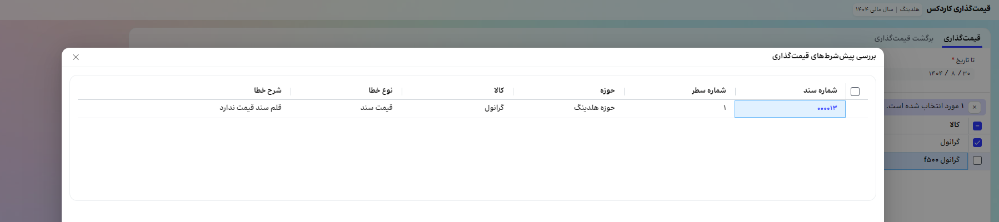 قیمت‌گذاری کاردکس هلدینگ | سال مالی ۱۴۰۴
قیمت‌گذاری برگشت قیمت‌گذاری
بررسی پیش‌شرط‌های قیمت‌گذاری
تا تاریخ *
۱۴۰۴ / ۸ / ۳۰
شماره سند شماره سطر حوزه کالا نوع خطا شرح خطا
۰۰۰۰۱۳ ۱ حوزه هلدینگ گرانول قیمت سند قلم سند قیمت ندارد
۱ مورد انتخاب شده است.
کالا
گرانول
گرانول f۵۰۰